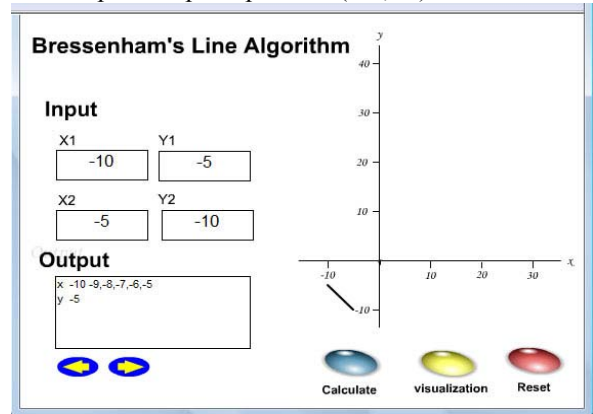 Bressenham's Line Algorithm
Input
X1 Y1
-10 -5
X2 Y2
-5 -10
Output
x -10 -9,-8,-7,-6,-5
y -5
y
40
30
20
10
-10 10 20 30 x
-10
Calculate visualization Reset